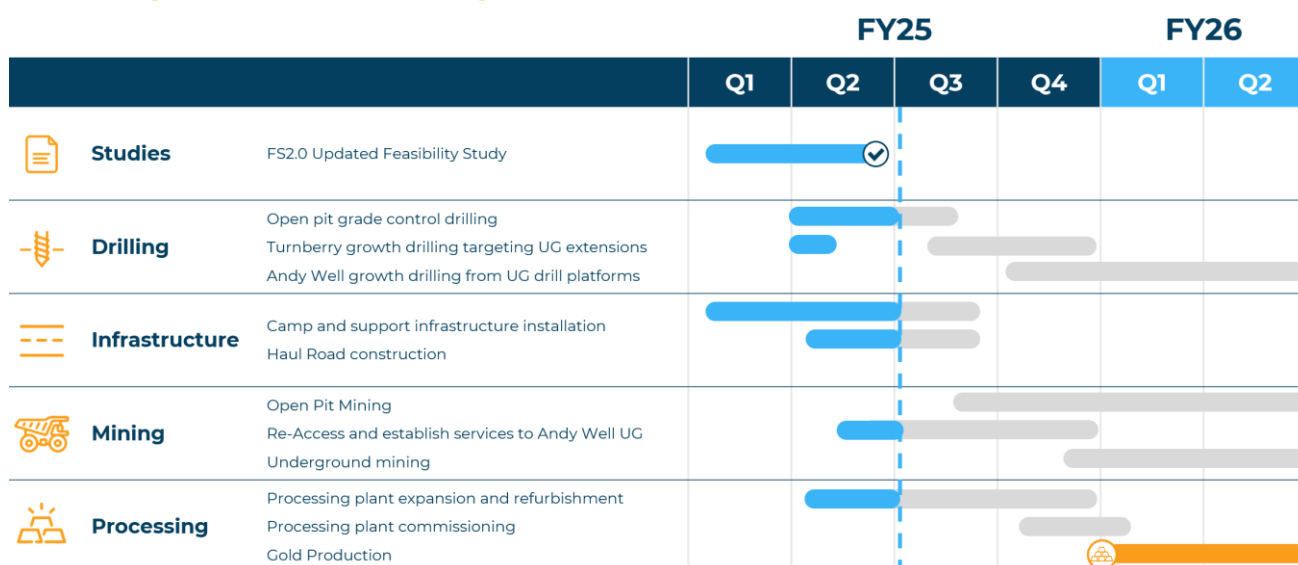 FY25 FY26
Q1 Q2 Q3 Q4 Q1 Q2
Studies
FS2.0 Updated Feasibility Study
Drilling
Open pit grade control drilling
Turnberry growth drilling targeting UG extensions
Andy Well growth drilling from UG drill platforms
Infrastructure
Camp and support infrastructure installation
Haul Road construction
Mining
Open Pit Mining
Re-Access and establish services to Andy Well UG
Underground mining
Processing
Processing plant expansion and refurbishment
Processing plant commissioning
Gold Production